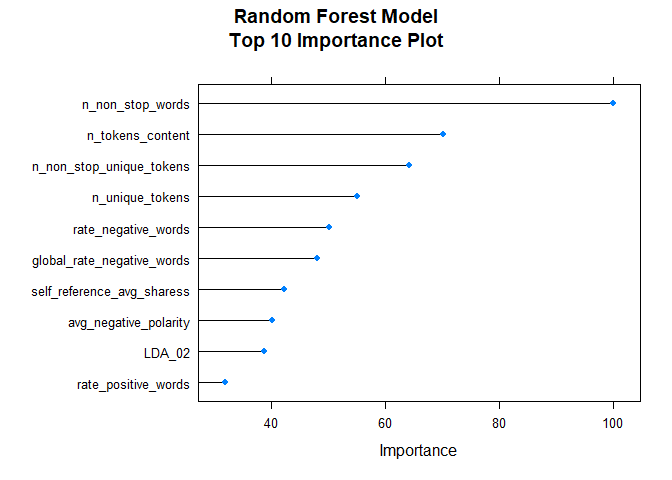 Random Forest Model
Top 10 Importance Plot
n_non_stop_words
n_tokens_content
n_non_stop_unique_tokens
n_unique_tokens
rate_negative_words
global_rate_negative_words
self_reference_avg_sharess
avg_negative_polarity
LDA_02
rate_positive_words
40 60 80 100
Importance